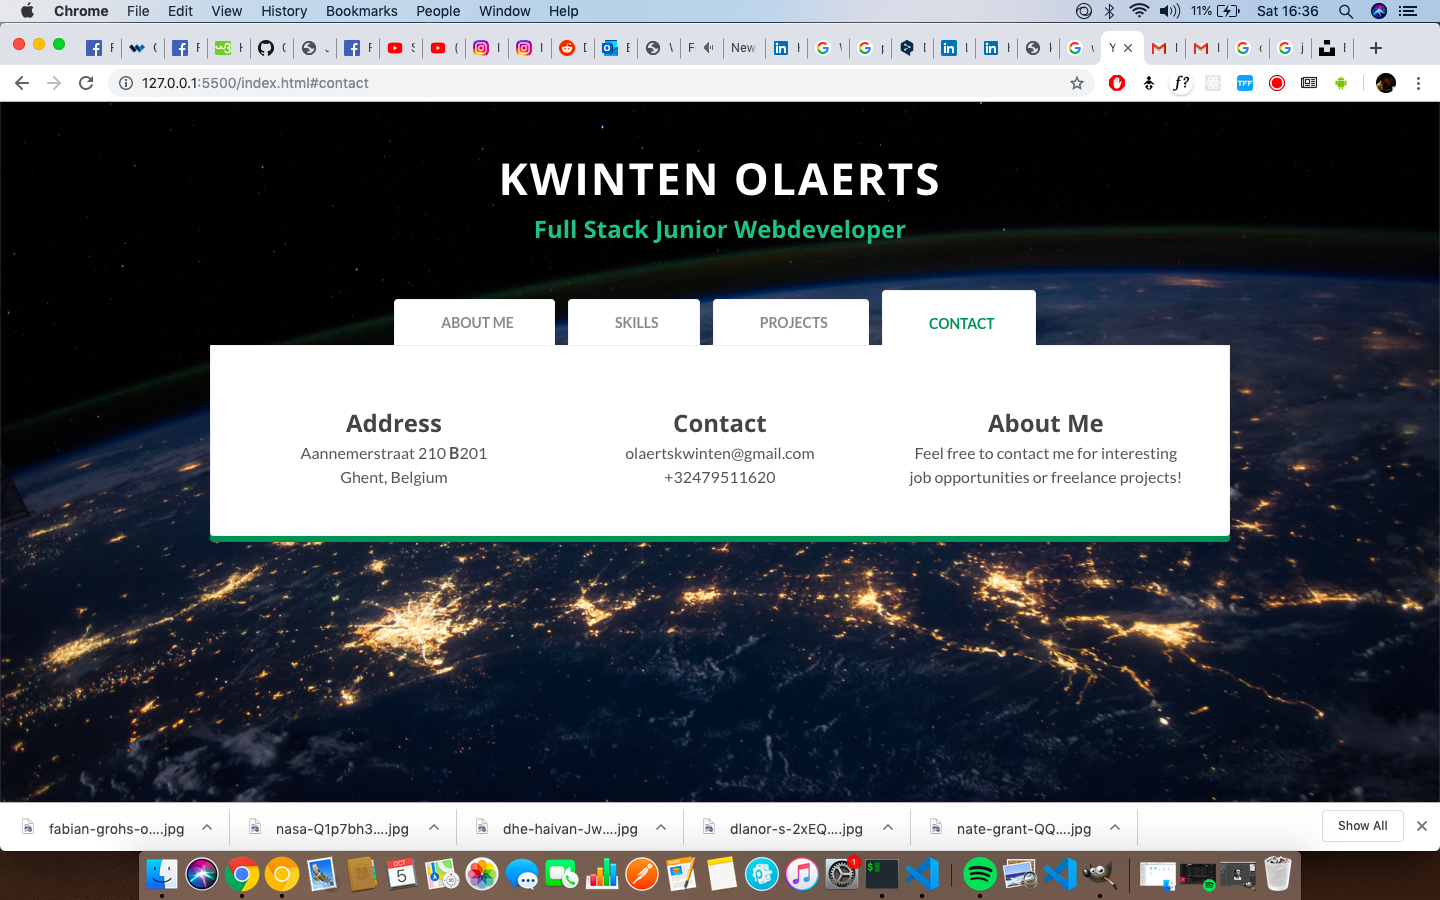 Chrome File Edit View History Bookmarks People Window Help 11% Sat 16:36
New
127.0.0.1:5500/index.html#contact
f?
TFF
KWINTEN OLAERTS
Full Stack Junior Webdeveloper
ABOUT ME SKILLS PROJECTS CONTACT
Address
Aannemerstraat 210 B201
Ghent, Belgium
Contact
olaertskwinten@gmail.com
+32479511620
About Me
Feel free to contact me for interesting
job opportunities or freelance projects!
fabian-grohs-o....jpg nasa-Q1p7bh3....jpg dhe-haivan-Jw....jpg dlanor-s-2xEQ....jpg nate-grant-QQ....jpg Show All
OCT
5
1